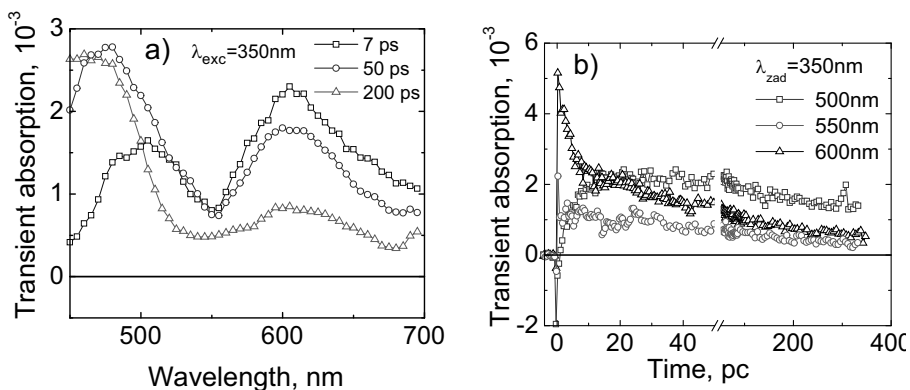 a)
λexc=350nm
7 ps
50 ps
200 ps
Transient absorption, 10⁻³
3
2
1
0
500
600
700
Wavelength, nm
b)
λzad=350nm
500nm
550nm
600nm
Transient absorption, 10⁻³
6
4
2
0
-2
0
20
40
200
400
Time, pc